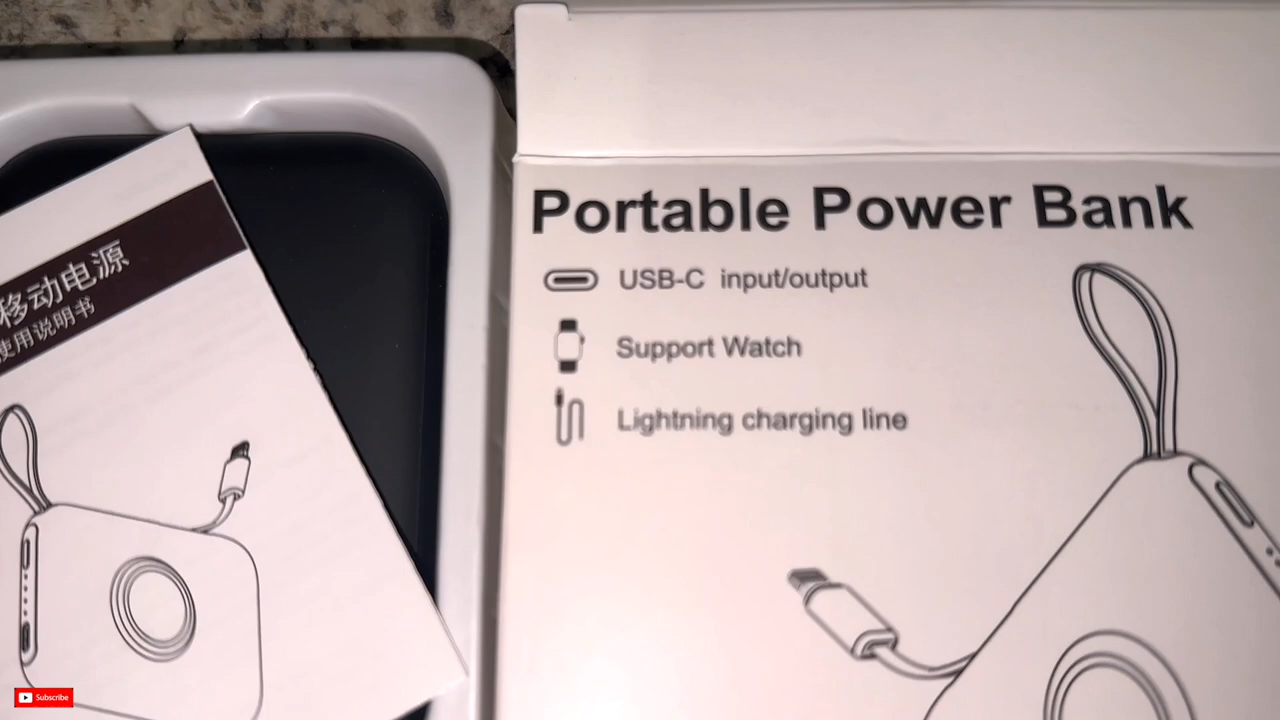 移动电源
使用说明书
Portable Power Bank
USB-C input/output
Support Watch
Lightning charging line
Subscribe